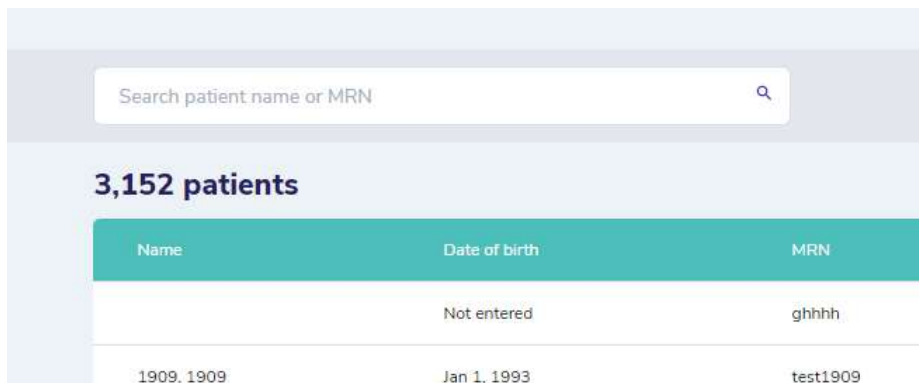 Search patient name or MRN
3,152 patients
Name Date of birth MRN
Not entered ghhhh
1909, 1909 Jan 1, 1993 test1909